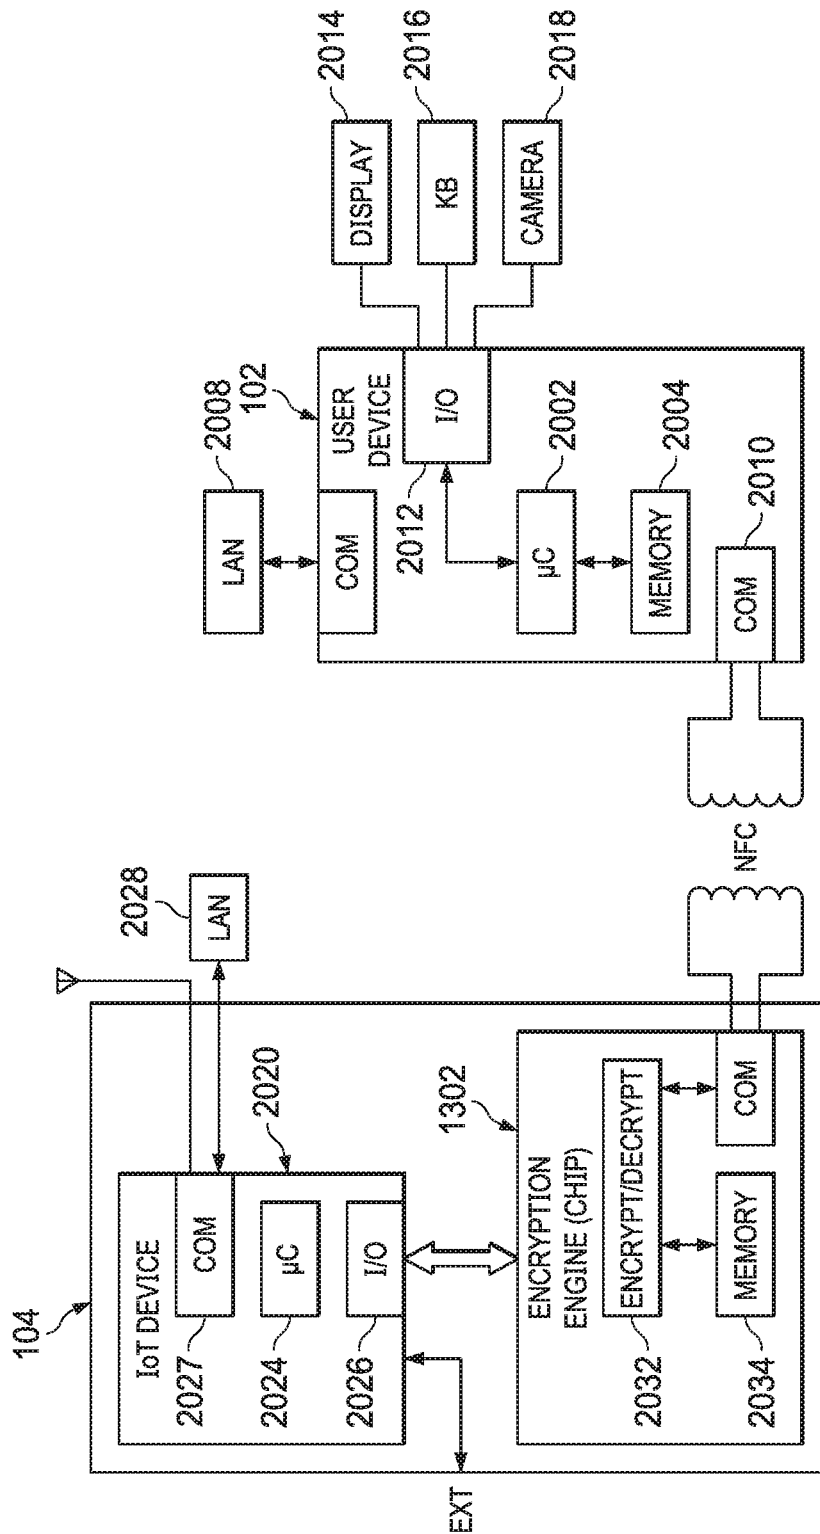 104
IoT DEVICE
COM
2027
µC
2024
I/O
2026
2020
LAN
2028
EXT
1302
ENCRYPTION
ENGINE (CHIP)
ENCRYPT/DECRYPT
2032
MEMORY
2034
COM
NFC
LAN
2008
COM
USER
DEVICE
102
I/O
2012
µC
2002
MEMORY
2004
COM
2010
DISPLAY
2014
KB
2016
CAMERA
2018